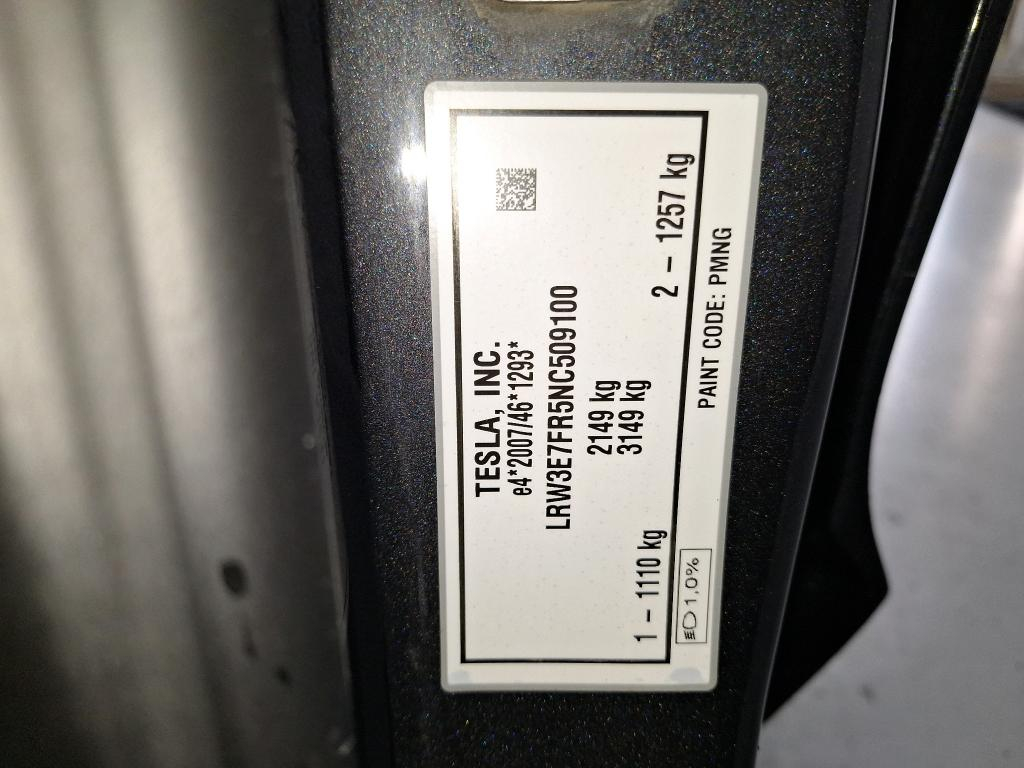 TESLA, INC.
e4*2007/46*1293*
LRW3E7FR5NC509100
2149 kg
3149 kg
1 – 1110 kg
2 – 1257 kg
1,0%
PAINT CODE: PMNG